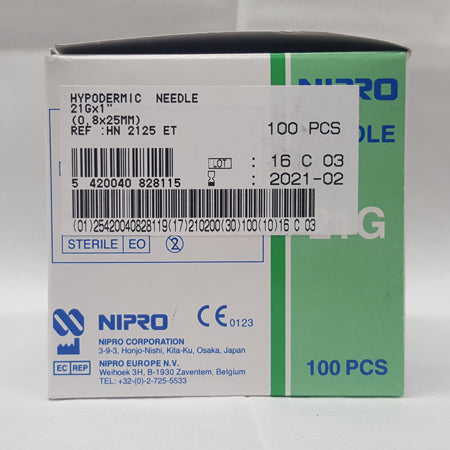 NIPRO
HYPODERMIC NEEDLE
21Gx1"
(0.8x25MM)
REF :HN 2125 ET
100 PCS
LOT : 16 C 03
: 2021-02
5 420040 828115
(01)25420040828119(17)210200(30)100(10)16 C 03
21G
STERILE EO
2
NIPRO
CE 0123
NIPRO CORPORATION
3-9-3, Honjo-Nishi, Kita-Ku, Osaka, Japan
EC REP
NIPRO EUROPE N.V.
Weihoek 3H, B-1930 Zaventem, Belgium
TEL: +32-(0)-2-725-5533
100 PCS